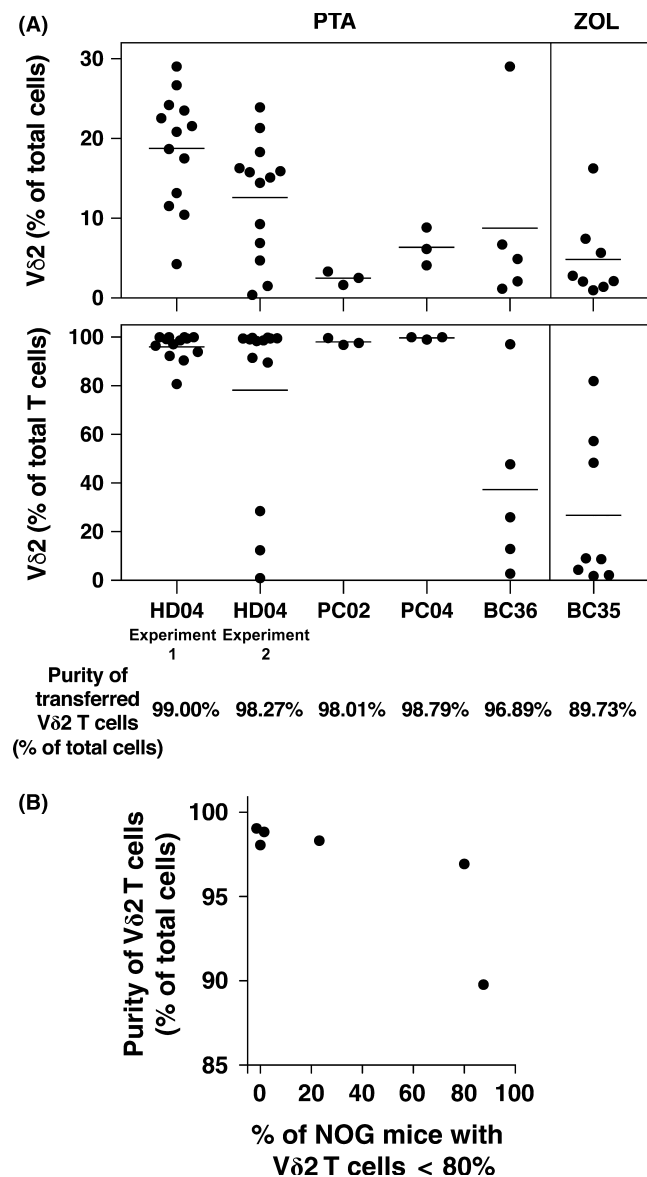 (A)
PTA
ZOL
Vδ2 (% of total cells)
30
20
10
0
Vδ2 (% of total T cells)
100
80
60
40
20
0
HD04 HD04 PC02 PC04 BC36 BC35
Experiment Experiment
1 2
Purity of
transferred
Vδ2 T cells
(% of total cells)
99.00% 98.27% 98.01% 98.79% 96.89% 89.73%
(B)
Purity of Vδ2 T cells
(% of total cells)
100
95
90
85
0 20 40 60 80 100
% of NOG mice with
Vδ2 T cells < 80%